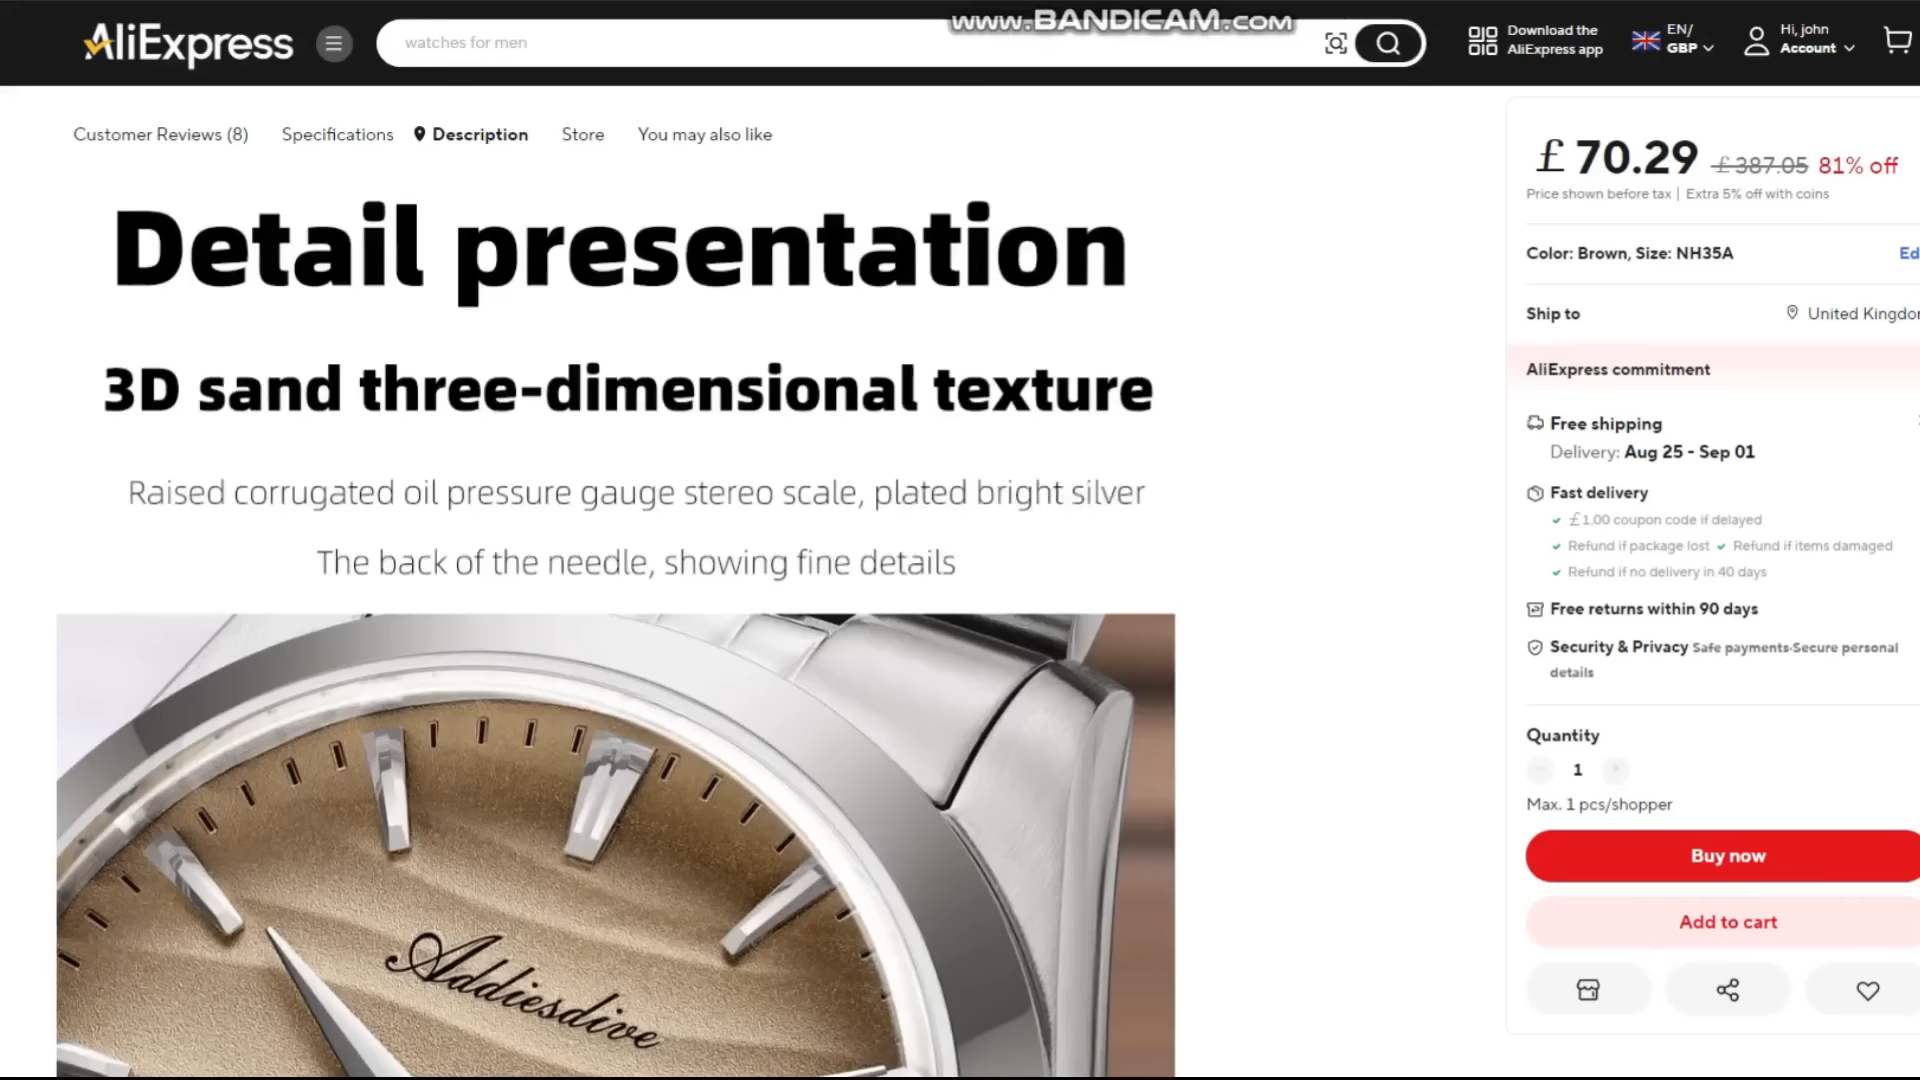 www.BANDICAM.com
AliExpress
watches for men
Download the
AliExpress app
EN/
GBP
Hi, john
Account
Customer Reviews (8)
Specifications
Description
Store
You may also like
Detail presentation
3D sand three-dimensional texture
Raised corrugated oil pressure gauge stereo scale, plated bright silver
The back of the needle, showing fine details
Addiesdive
£70.29 £387.05 81% off
Price shown before tax | Extra 5% off with coins
Color: Brown, Size: NH35A
Ed
Ship to
United Kingdo
AliExpress commitment
Free shipping
Delivery: Aug 25 - Sep 01
Fast delivery
£1.00 coupon code if delayed
Refund if package lost
Refund if items damaged
Refund if no delivery in 40 days
Free returns within 90 days
Security & Privacy Safe payments·Secure personal
details
Quantity
1
Max. 1 pcs/shopper
Buy now
Add to cart